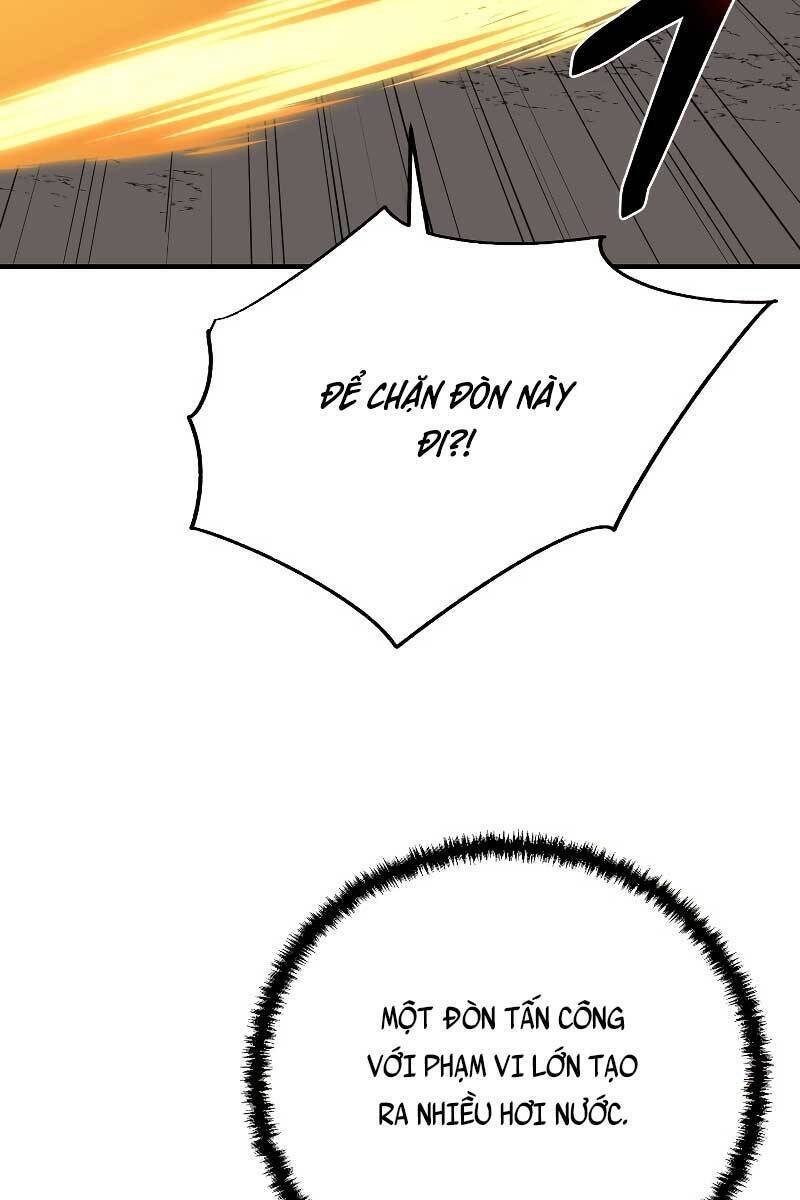 ĐỂ CHẶN ĐÒN NÀY
ĐI?!
MỘT ĐÒN TẤN CÔNG
VỚI PHẠM VI LỚN TẠO
RA NHIỀU HƠI NƯỚC.